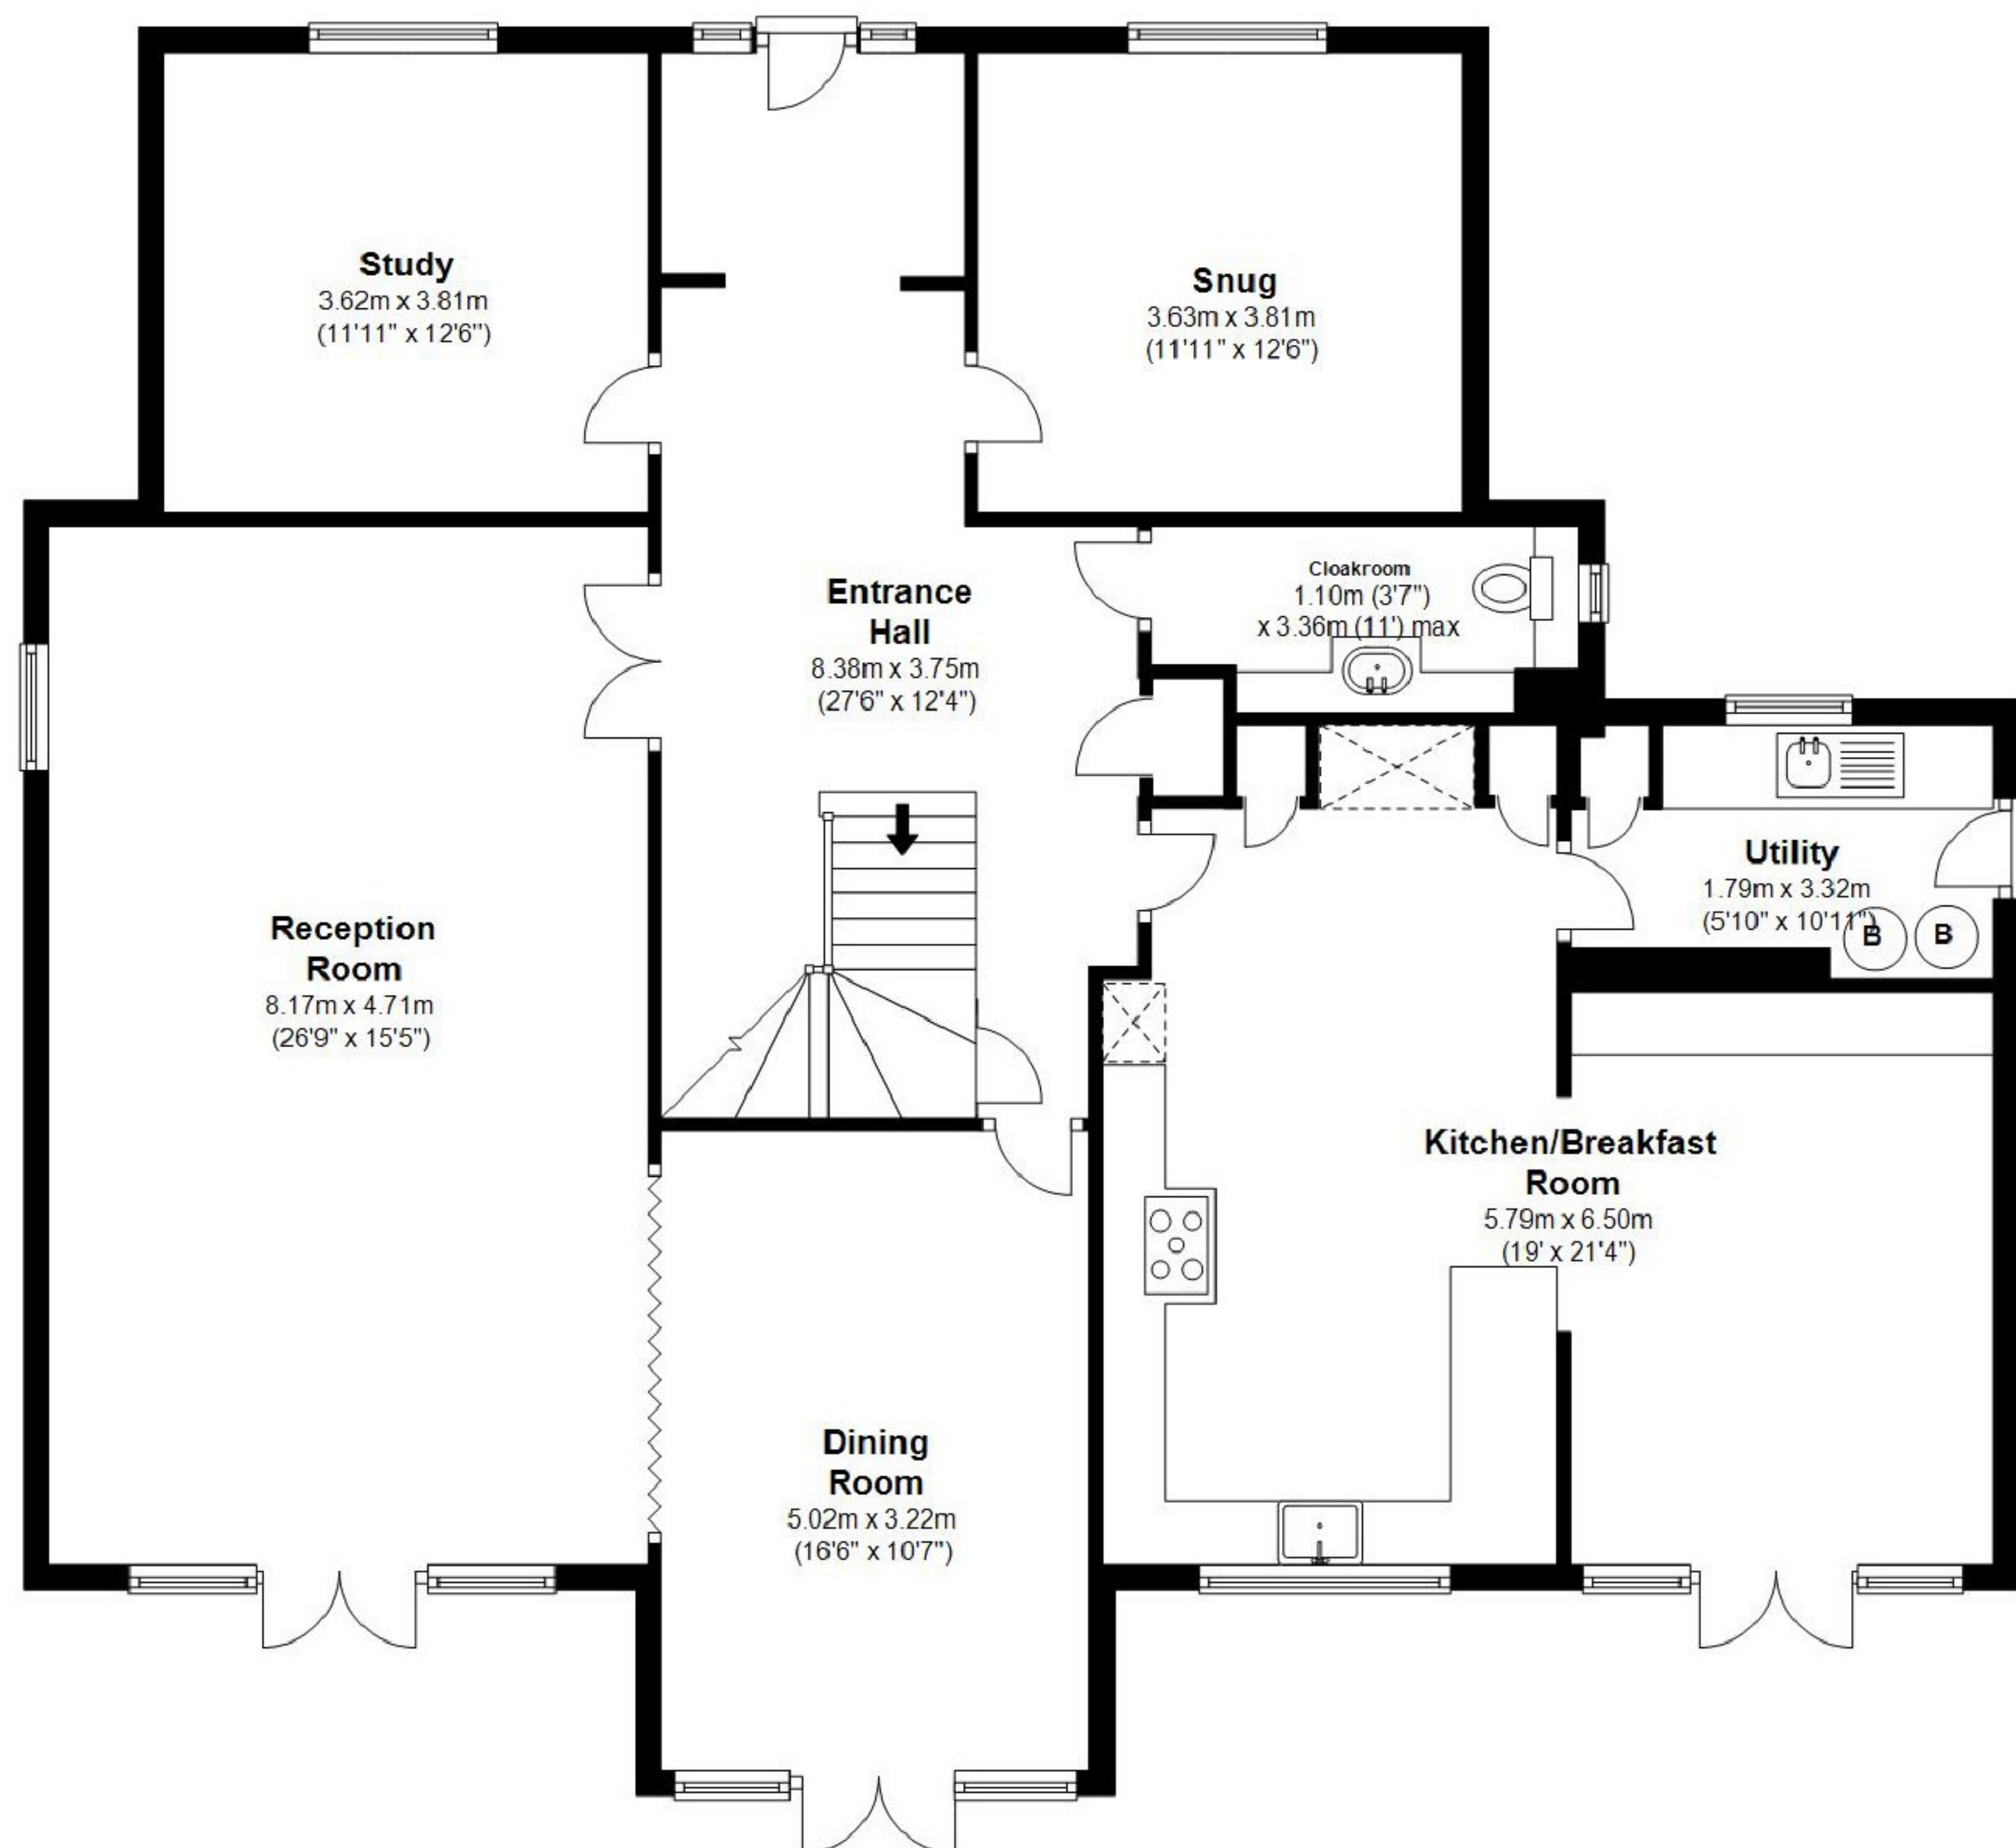 Study
3.62m x 3.81m
(11'11" x 12'6")
Snug
3.63m x 3.81m
(11'11" x 12'6")
Entrance
Hall
8.38m x 3.75m
(27'6" x 12'4")
Cloakroom
1.10m (3'7")
x 3.36m (11') max
Utility
1.79m x 3.32m
(5'10" x 10'11")
B
B
Reception
Room
8.17m x 4.71m
(26'9" x 15'5")
Kitchen/Breakfast
Room
5.79m x 6.50m
(19' x 21'4")
Dining
Room
5.02m x 3.22m
(16'6" x 10'7")